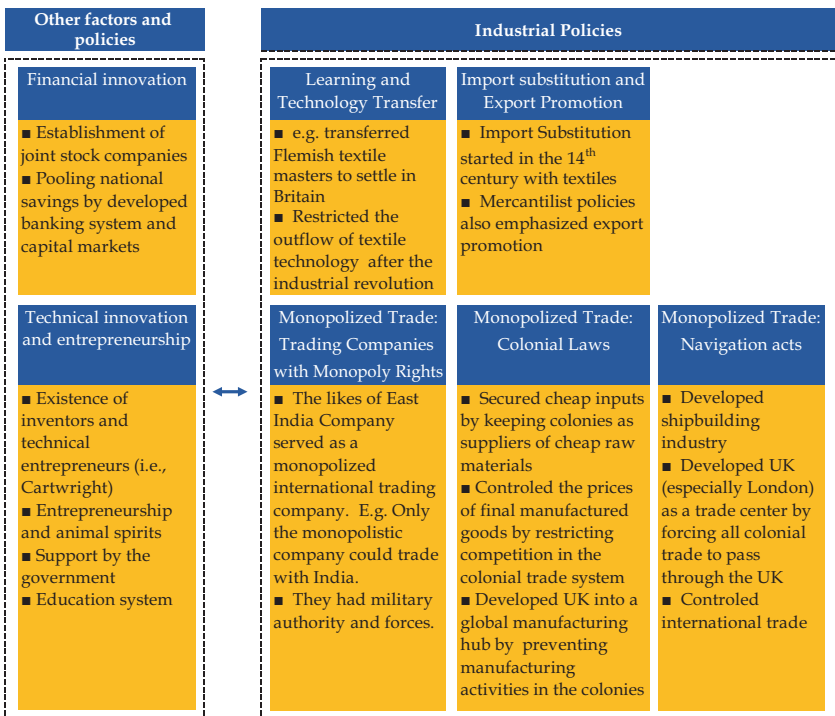 Other factors and
policies
Industrial Policies
Financial innovation
■ Establishment of
joint stock companies
■ Pooling national
savings by developed
banking system and
capital markets
Technical innovation
and entrepreneurship
■ Existence of
inventors and
technical
entrepreneurs (i.e.,
Cartwright)
■ Entrepreneurship
and animal spirits
■ Support by the
government
■ Education system
Learning and
Technology Transfer
■ e.g. transferred
Flemish textile
masters to settle in
Britain
■ Restricted the
outflow of textile
technology after the
industrial revolution
Import substitution and
Export Promotion
■ Import Substitution
started in the 14th
century with textiles
■ Mercantilist policies
also emphasized export
promotion
Monopolized Trade:
Trading Companies
with Monopoly Rights
■ The likes of East
India Company
served as a
monopolized
international trading
company. E.g. Only
the monopolistic
company could trade
with India.
■ They had military
authority and forces.
Monopolized Trade:
Colonial Laws
■ Secured cheap inputs
by keeping colonies as
suppliers of cheap raw
materials
■ Controled the prices
of final manufactured
goods by restricting
competition in the
colonial trade system
■ Developed UK into a
global manufacturing
hub by preventing
manufacturing
activities in the colonies
Monopolized Trade:
Navigation acts
■ Developed
shipbuilding
industry
■ Developed UK
(especially London)
as a trade center by
forcing all colonial
trade to pass
through the UK
■ Controled
international trade